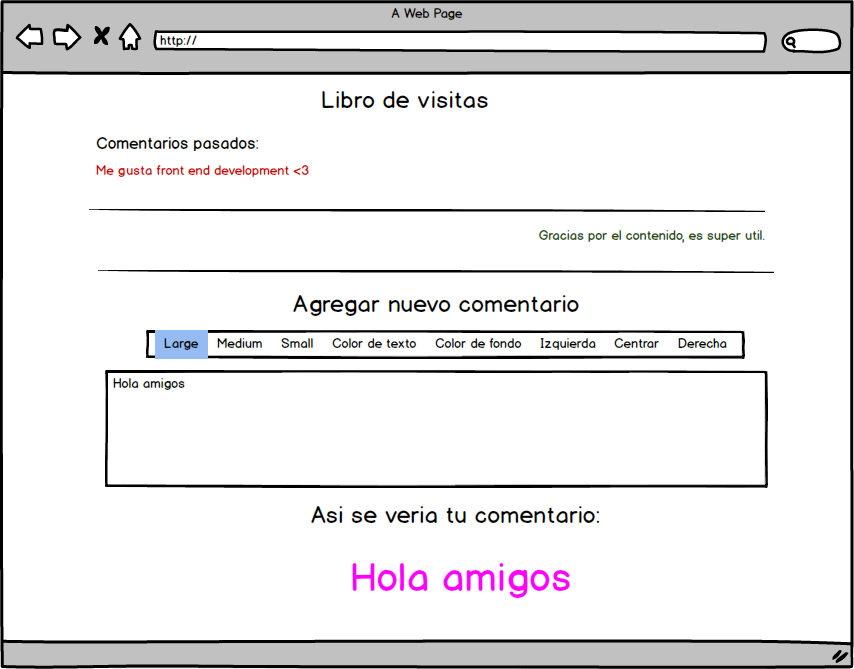 A Web Page
http://
Libro de visitas
Comentarios pasados:
Me gusta front end development <3
Gracias por el contenido, es super util.
Agregar nuevo comentario
Large Medium Small Color de texto Color de fondo Izquierda Centrar Derecha
Hola amigos
Asi se veria tu comentario:
Hola amigos